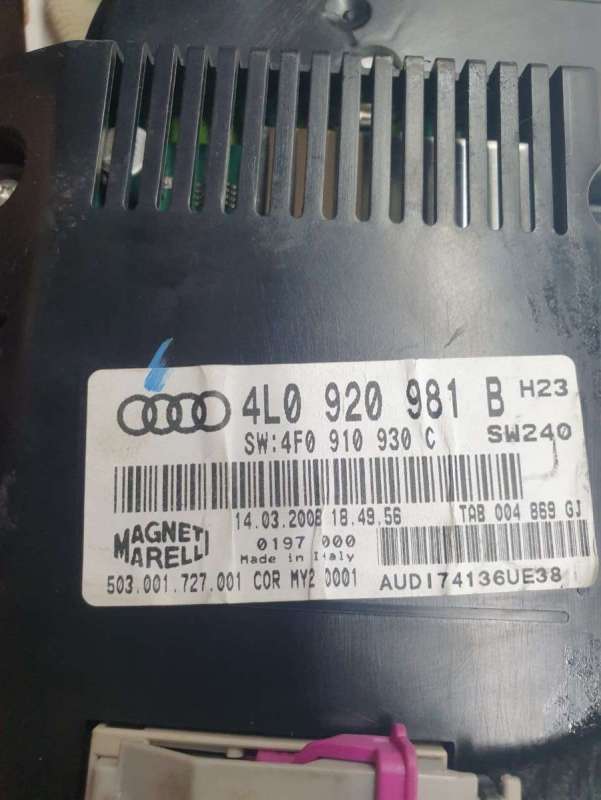 4L0 920 981 B H23
SW:4F0 910 930 C SW240
14.03.2008 18.49.56 TAB 004 869 GJ
MAGNETI MARELLI
0197 000
Made in Italy
503.001.727.001 COR MY2 0001 AUDI74136UE38